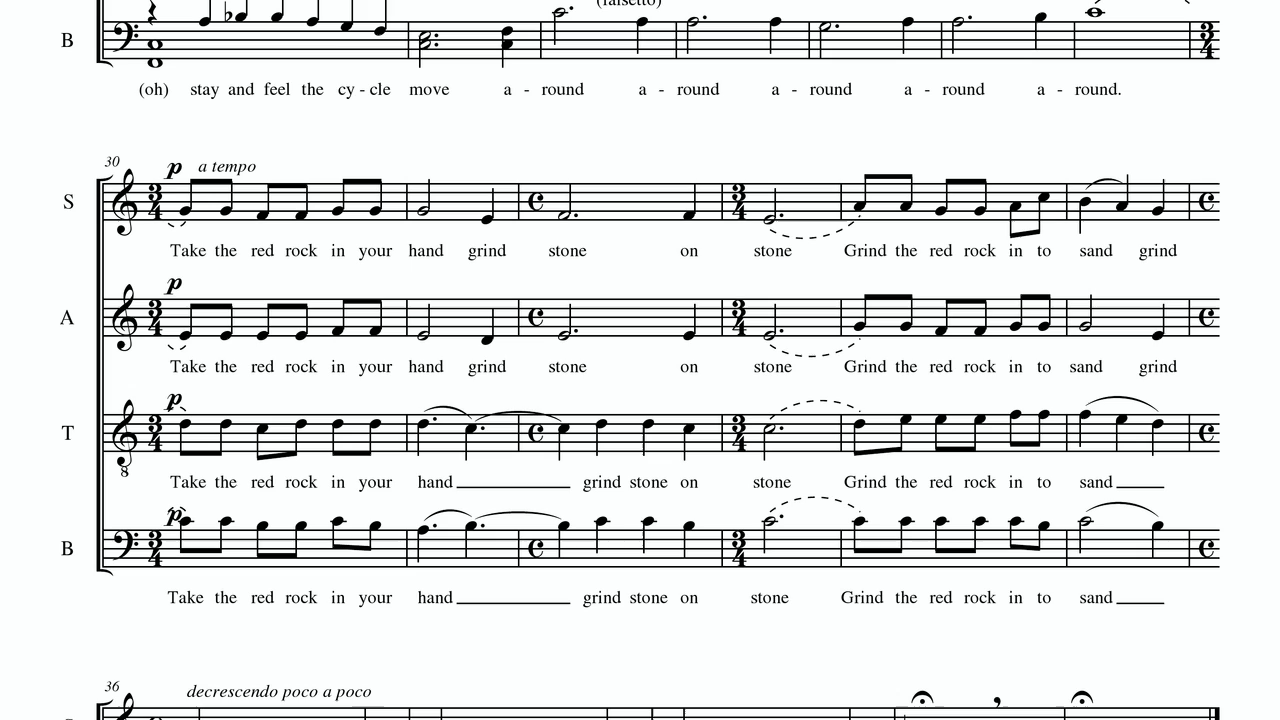 (falsetto)
B
(oh) stay and feel the cy - cle move a - round a - round a - round a - round a - round.
30
p a tempo
S
Take the red rock in your hand grind stone on stone Grind the red rock in to sand grind
p
A
Take the red rock in your hand grind stone on stone Grind the red rock in to sand grind
p
T
8
Take the red rock in your hand grind stone on stone Grind the red rock in to sand
p
B
Take the red rock in your hand grind stone on stone Grind the red rock in to sand
36
decrescendo poco a poco